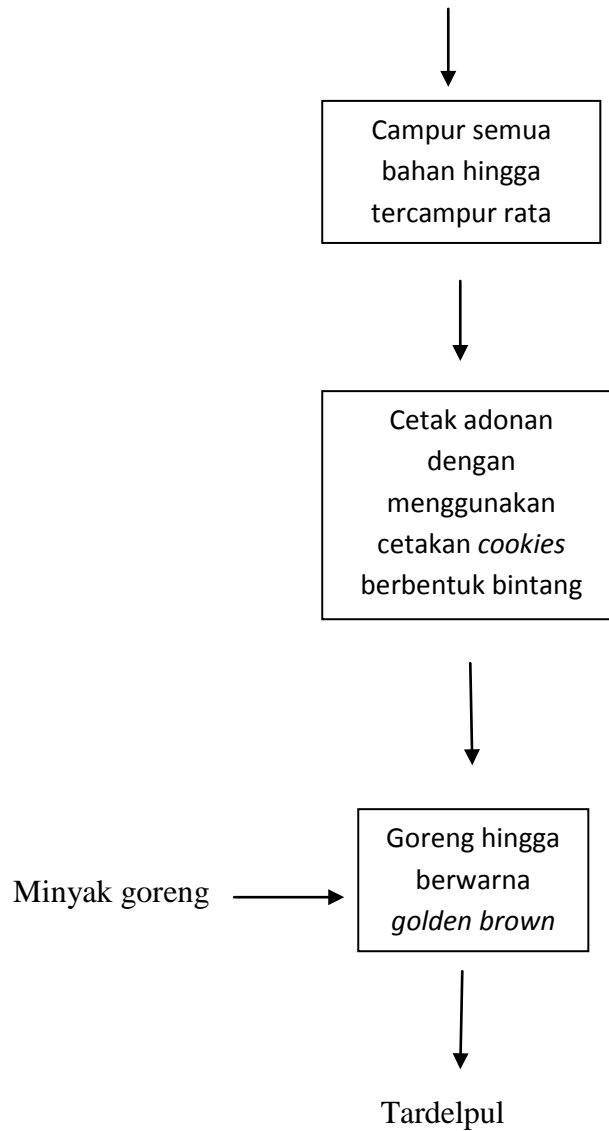 Campur semua
bahan hingga
tercampur rata
Cetak adonan
dengan
menggunakan
cetakan cookies
berbentuk bintang
Goreng hingga
berwarna
golden brown
Minyak goreng
Tardelpul